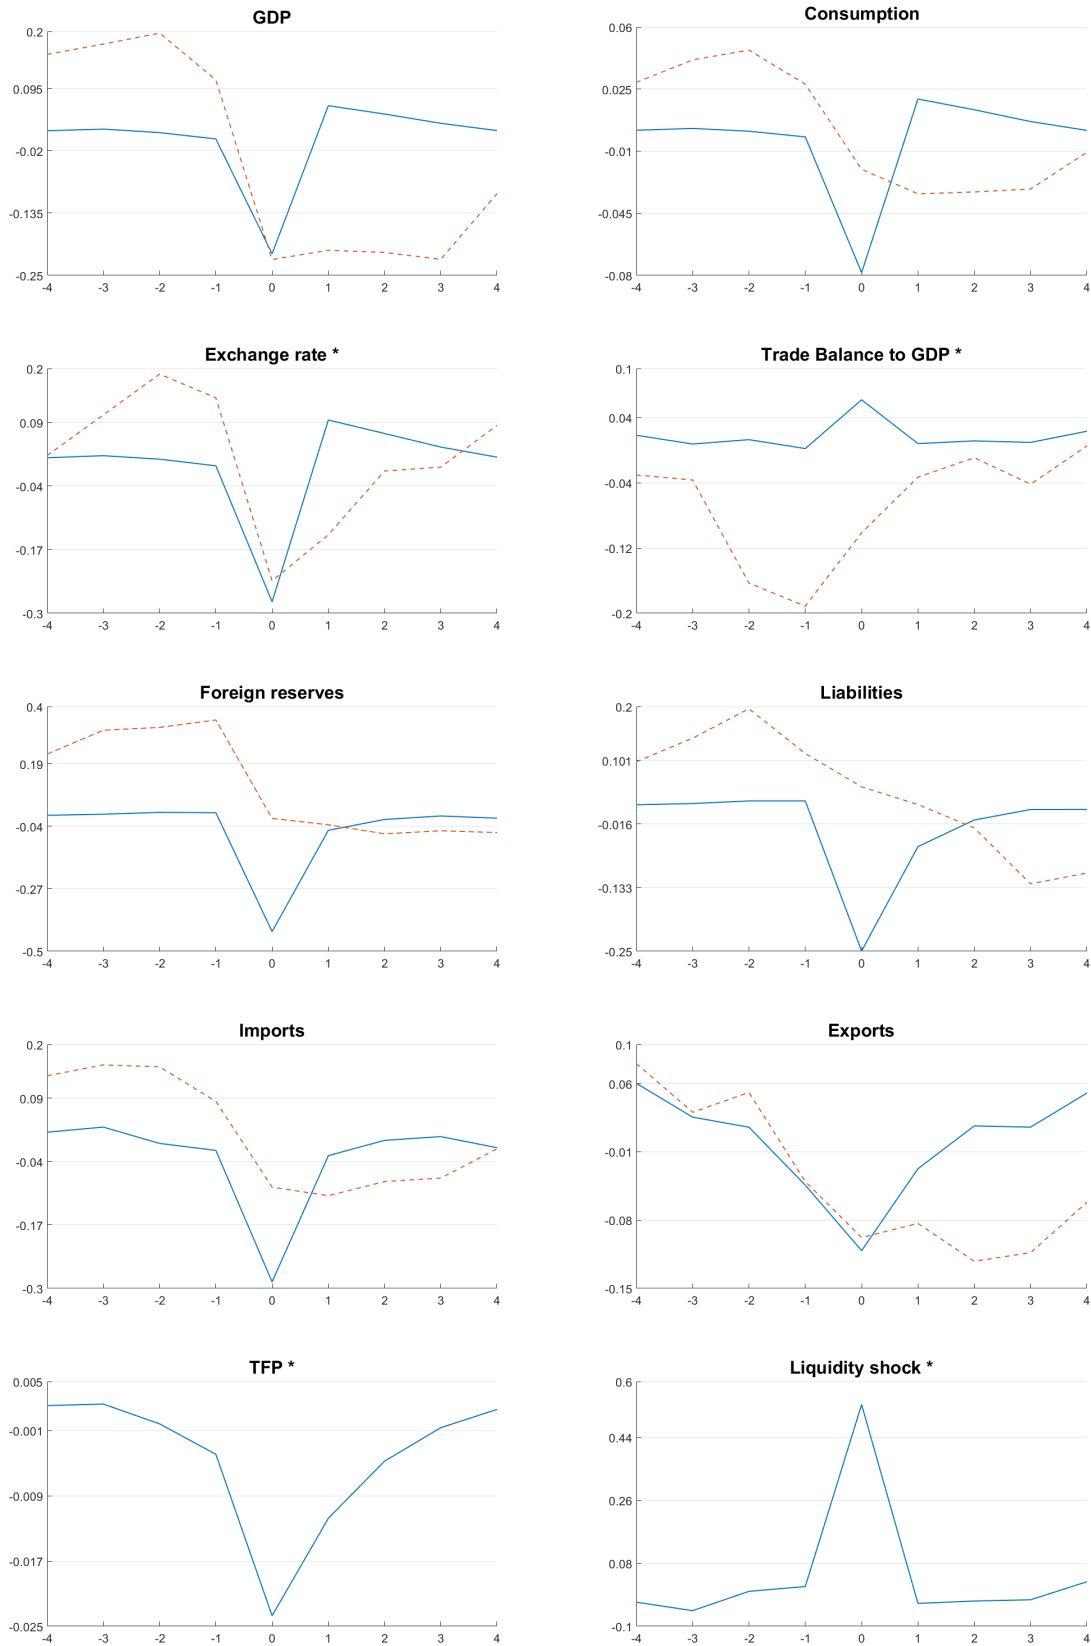 GDP
0.2
0.095
-0.02
-0.135
-0.25
-4 -3 -2 -1 0 1 2 3 4
Consumption
0.06
0.025
-0.01
-0.045
-0.08
-4 -3 -2 -1 0 1 2 3 4
Exchange rate *
0.2
0.09
-0.04
-0.17
-0.3
-4 -3 -2 -1 0 1 2 3 4
Trade Balance to GDP *
0.1
0.04
-0.04
-0.12
-0.2
-4 -3 -2 -1 0 1 2 3 4
Foreign reserves
0.4
0.19
-0.04
-0.27
-0.5
-4 -3 -2 -1 0 1 2 3 4
Liabilities
0.2
0.101
-0.016
-0.133
-0.25
-4 -3 -2 -1 0 1 2 3 4
Imports
0.2
0.09
-0.04
-0.17
-0.3
-4 -3 -2 -1 0 1 2 3 4
Exports
0.1
0.06
-0.01
-0.08
-0.15
-4 -3 -2 -1 0 1 2 3 4
TFP *
0.005
-0.001
-0.009
-0.017
-0.025
-4 -3 -2 -1 0 1 2 3 4
Liquidity shock *
0.6
0.44
0.26
0.08
-0.1
-4 -3 -2 -1 0 1 2 3 4